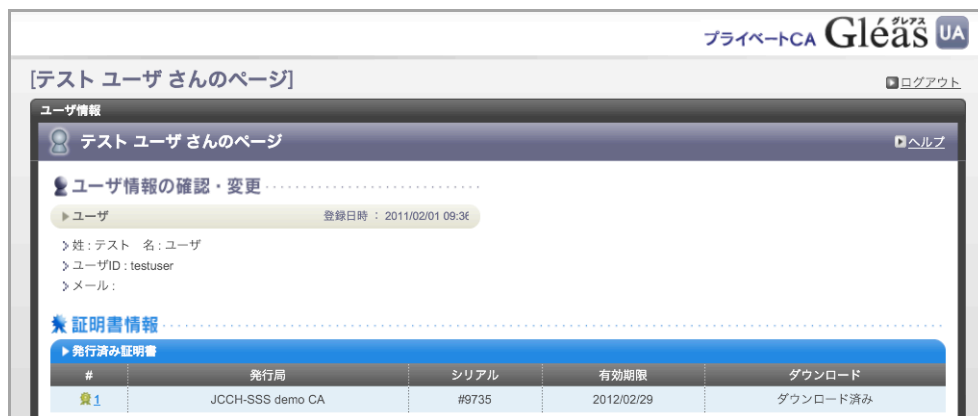 プライベートCA Gléas グレアス UA
[テスト ユーザ さんのページ] ログアウト
ユーザ情報
テスト ユーザ さんのページ ヘルプ
ユーザ情報の確認・変更
ユーザ 登録日時 : 2011/02/01 09:36
姓 : テスト 名 : ユーザ
ユーザID : testuser
メール :
証明書情報
発行済み証明書
# 発行局 シリアル 有効期限 ダウンロード
1 JCCH-SSS demo CA #9735 2012/02/29 ダウンロード済み